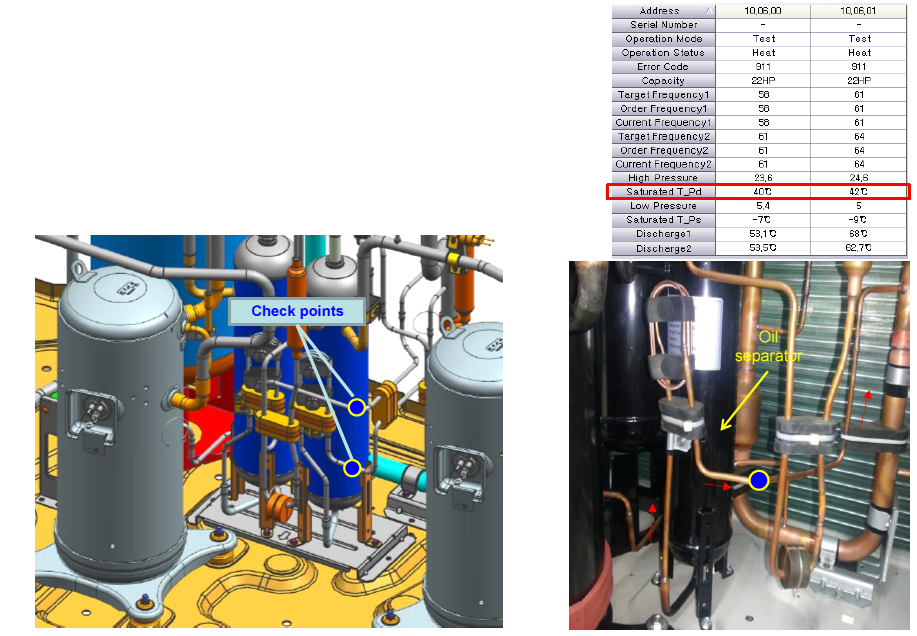 Address 10,06,00 10,06,01
Serial Number - -
Operation Mode Test Test
Operation Status Heat Heat
Error Code 911 911
Capacity 22HP 22HP
Target Frequency1 58 61
Order Frequency1 58 61
Current Frequency1 58 61
Target Frequency2 61 64
Order Frequency2 61 64
Current Frequency2 61 64
High Pressure 23,6 24,6
Saturated T_Pd 40℃ 42℃
Low Pressure 5,4 5
Saturated T_Ps -7℃ -9℃
Discharge1 53,1℃ 68℃
Discharge2 53,5℃ 62,7℃
Check points
Oil
separator